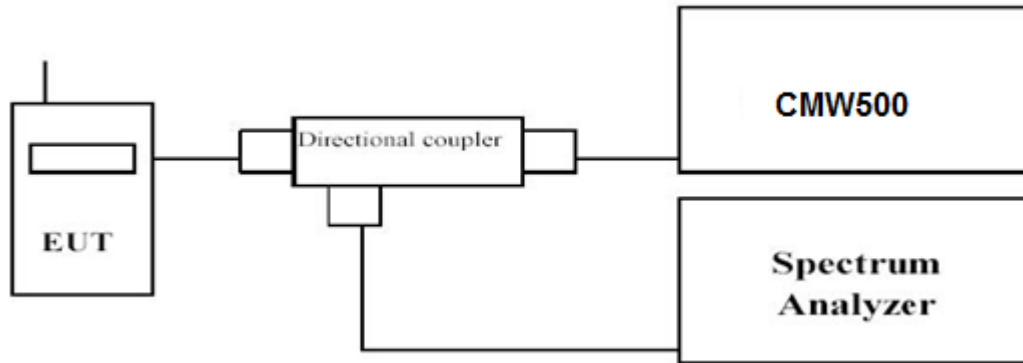 CMW500
Directional coupler
EUT
Spectrum
Analyzer